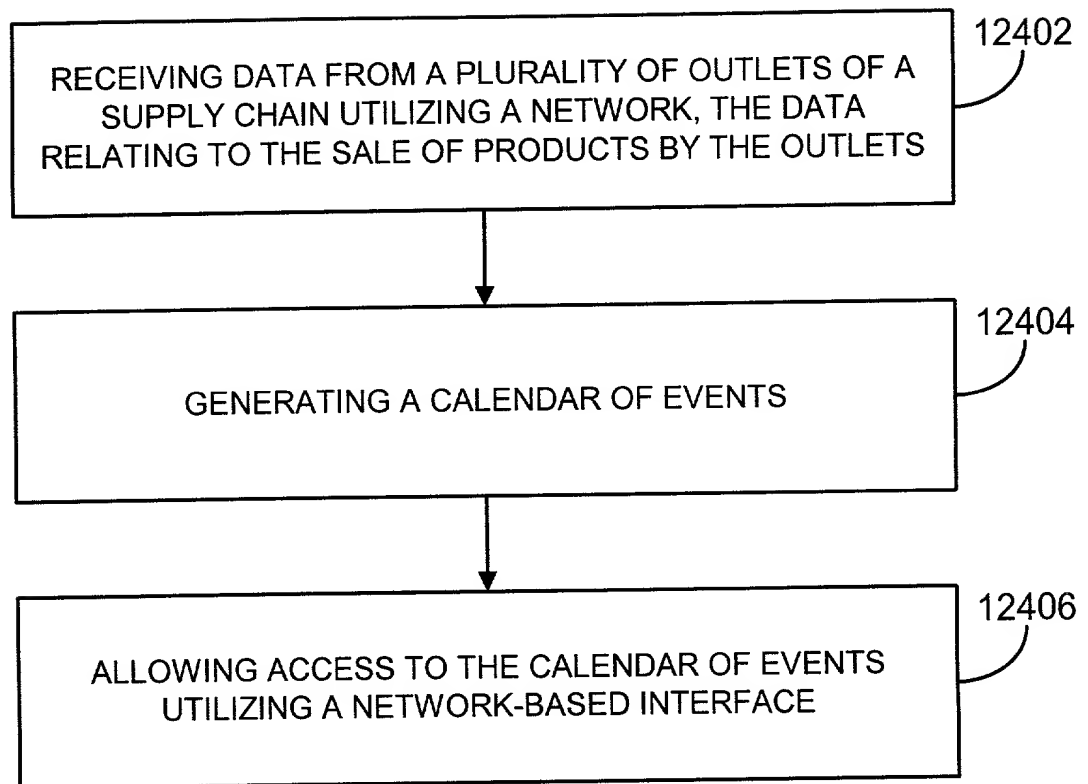 12402
RECEIVING DATA FROM A PLURALITY OF OUTLETS OF A
SUPPLY CHAIN UTILIZING A NETWORK, THE DATA
RELATING TO THE SALE OF PRODUCTS BY THE OUTLETS
12404
GENERATING A CALENDAR OF EVENTS
12406
ALLOWING ACCESS TO THE CALENDAR OF EVENTS
UTILIZING A NETWORK-BASED INTERFACE